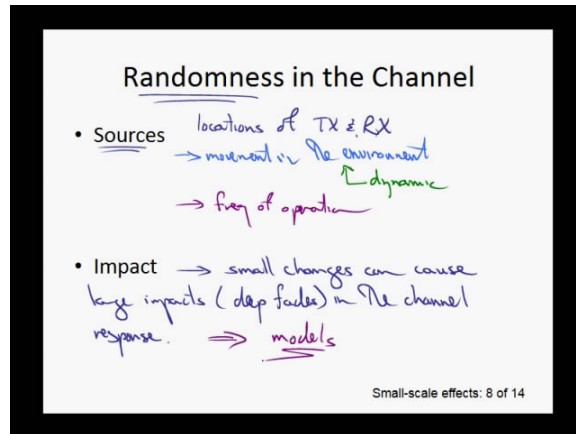 Randomness in the Channel
• Sources locations of TX & RX
→ movement in the environment
dynamic
→ freq of operation
• Impact → small changes can cause
large impacts (deep fades) in the channel
response. ⇒ models
Small-scale effects: 8 of 14